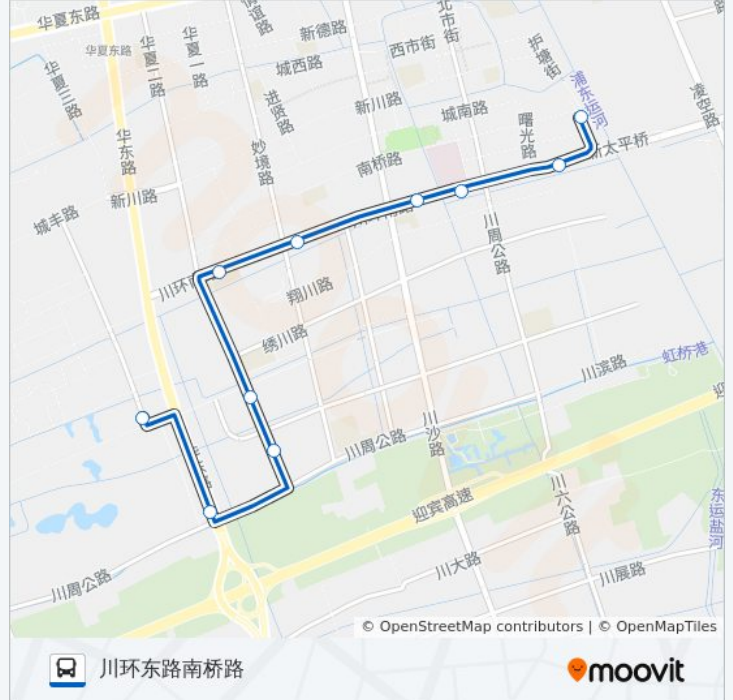 华夏东路
新德路
北市街
华夏东路
华夏二路
华夏一路
西市街
护塘街
城西路
华夏三路
浦东运河
凌空路
进贤路
新川路
城南路
华东路
曙光路
妙境路
新太平桥
南桥路
新川路
城丰路
川周公路
翔川路
绣川路
虹桥港
川滨路
川周公路
川沙路
迎宾高速
川六公路
东运盐河
川大路
川展路
川周公路
© OpenStreetMap contributors | © OpenMapTiles
川环东路南桥路
moovit